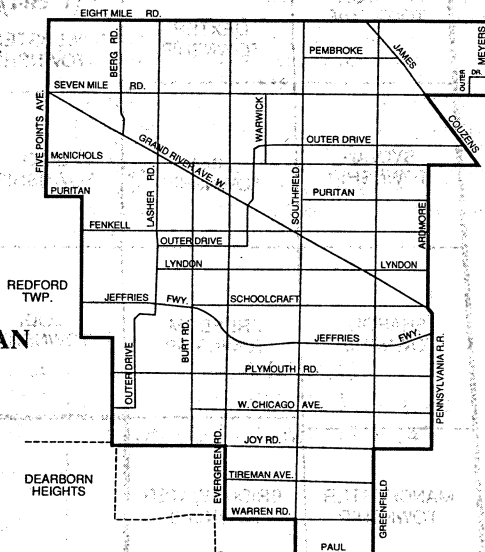 EIGHT MILE RD.
BERG RD.
PEMBROKE
JAMES
MEYERS
OUTER DR.
SEVEN MILE RD.
FIVE POINTS AVE.
WARWICK
COUZENS
OUTER DRIVE
GRAND RIVER AVE. W.
McNICHOLS
LASHER RD.
SOUTHFIELD
PURITAN
PURITAN
ARDMORE
FENKELL
OUTER DRIVE
LYNDON
LYNDON
REDFORD
TWP.
JEFFRIES FWY.
SCHOOLCRAFT
AN
BURT RD.
JEFFRIES FWY.
PENNSYLVANIA R.R.
OUTER DRIVE
PLYMOUTH RD.
W. CHICAGO AVE.
EVERGREEN RD.
JOY RD.
DEARBORN
HEIGHTS
TIREMAN AVE.
GREENFIELD
WARREN RD.
PAUL